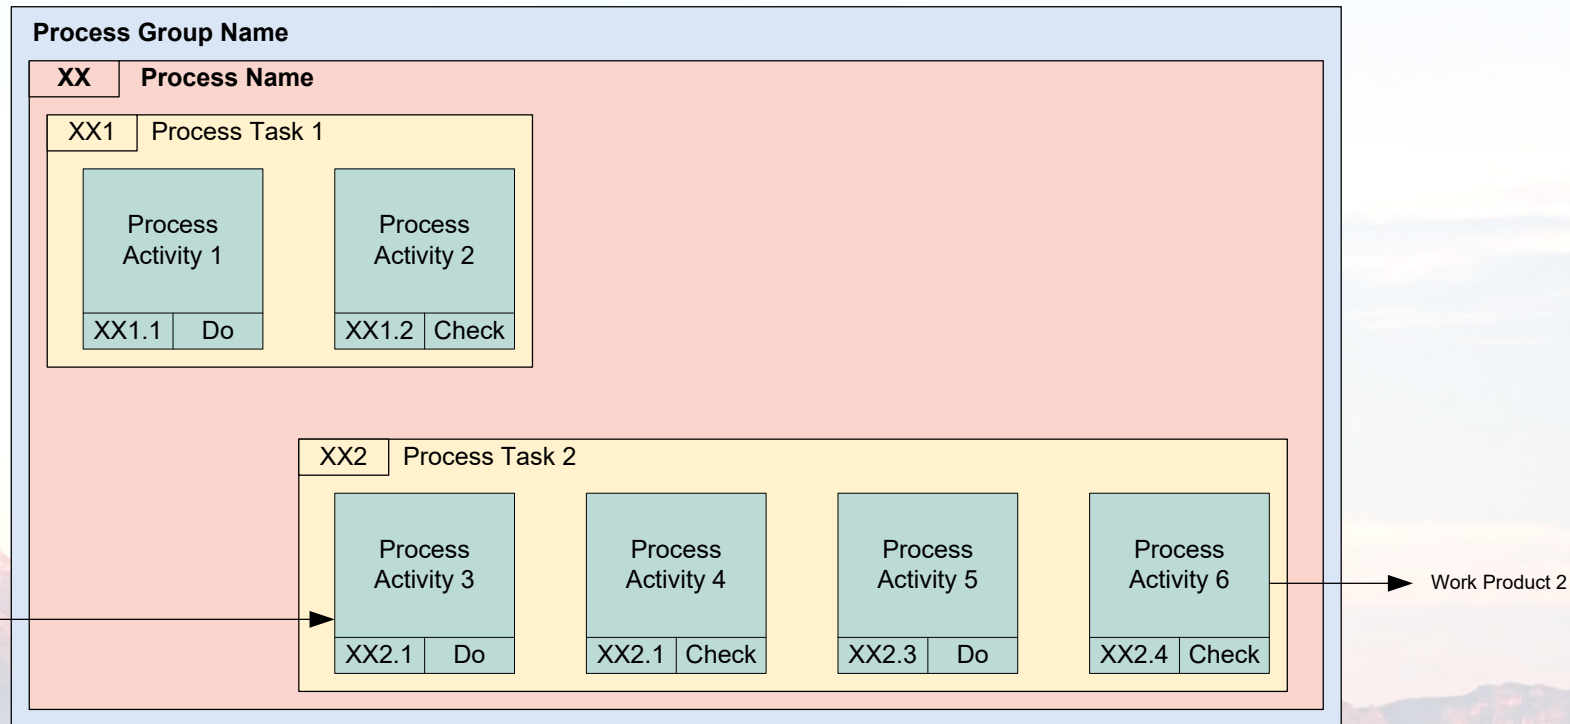 Process Group Name
XX Process Name
XX1 Process Task 1
Process Process
Activity 1 Activity 2
XX1.1 Do XX1.2 Check
XX2 Process Task 2
Process Process Process Process
Activity 3 Activity 4 Activity 5 Activity 6
Work Product 2
XX2.1 Do XX2.1 Check XX2.3 Do XX2.4 Check